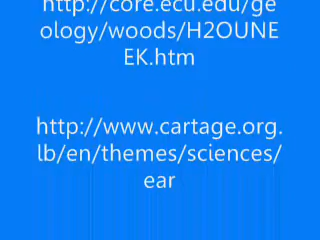 http://core.ecu.edu/ge
ology/woods/H2OUNE
EK.htm
http://www.cartage.org.
lb/en/themes/sciences/
ear